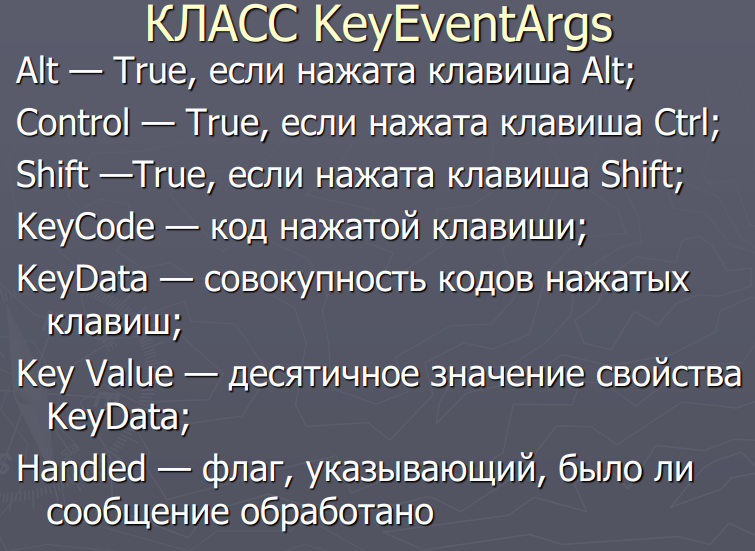 КЛАСС KeyEventArgs
Alt — True, если нажата клавиша Alt;
Control — True, если нажата клавиша Ctrl;
Shift —True, если нажата клавиша Shift;
KeyCode — код нажатой клавиши;
KeyData — совокупность кодов нажатых
клавиш;
Key Value — десятичное значение свойства
KeyData;
Handled — флаг, указывающий, было ли
сообщение обработано